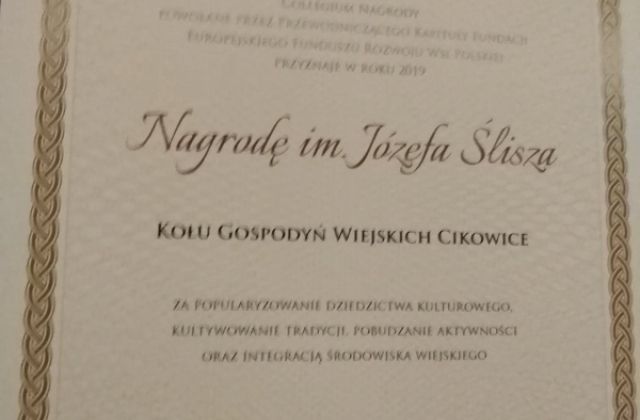 Collegium Nagrody
powołane przez Przewodniczącego Kapituły Fundacji
Europejskiego Funduszu Rozwoju Wsi Polskiej
przyznaje w roku 2019
Nagrodę im. Józefa Ślisza
Kołu Gospodyń Wiejskich Cikowice
za popularyzowanie dziedzictwa kulturowego,
kultywowanie tradycji, pobudzanie aktywności
oraz integrację środowiska wiejskiego